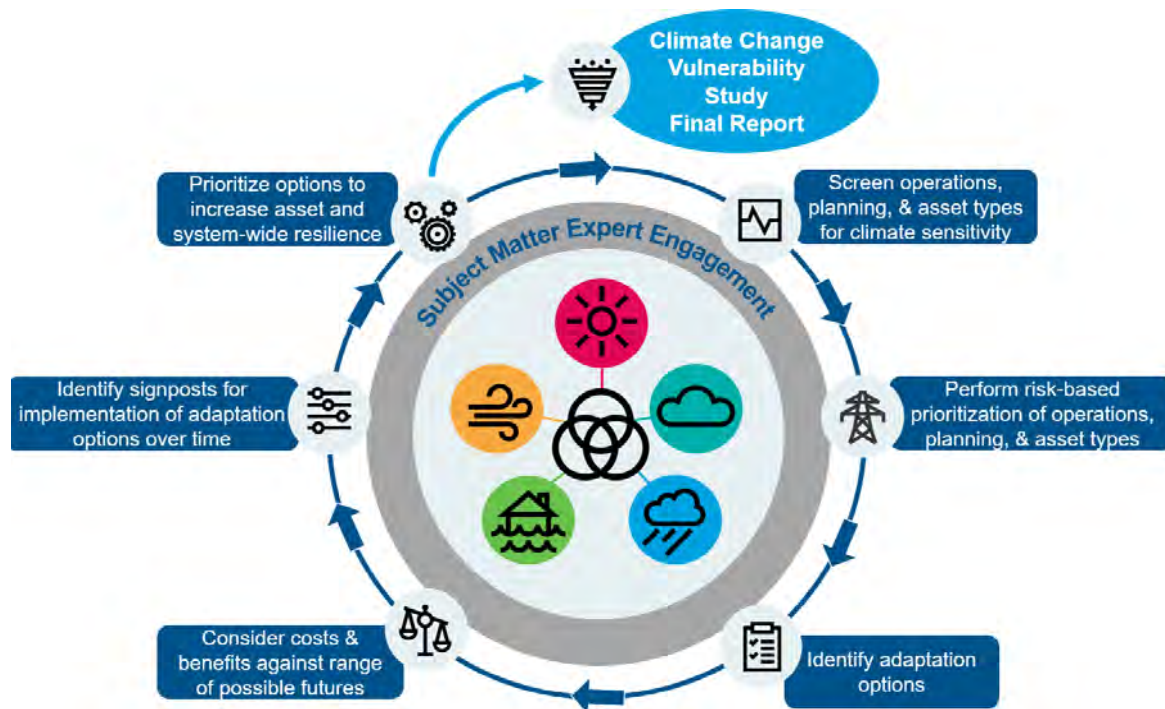 Climate Change
Vulnerability
Study
Final Report
Prioritize options to
increase asset and
system-wide resilience
Screen operations,
planning, & asset types
for climate sensitivity
Subject Matter Expert Engagement
Identify signposts for
implementation of adaptation
options over time
Perform risk-based
prioritization of operations,
planning, & asset types
Consider costs &
benefits against range
of possible futures
Identify adaptation
options